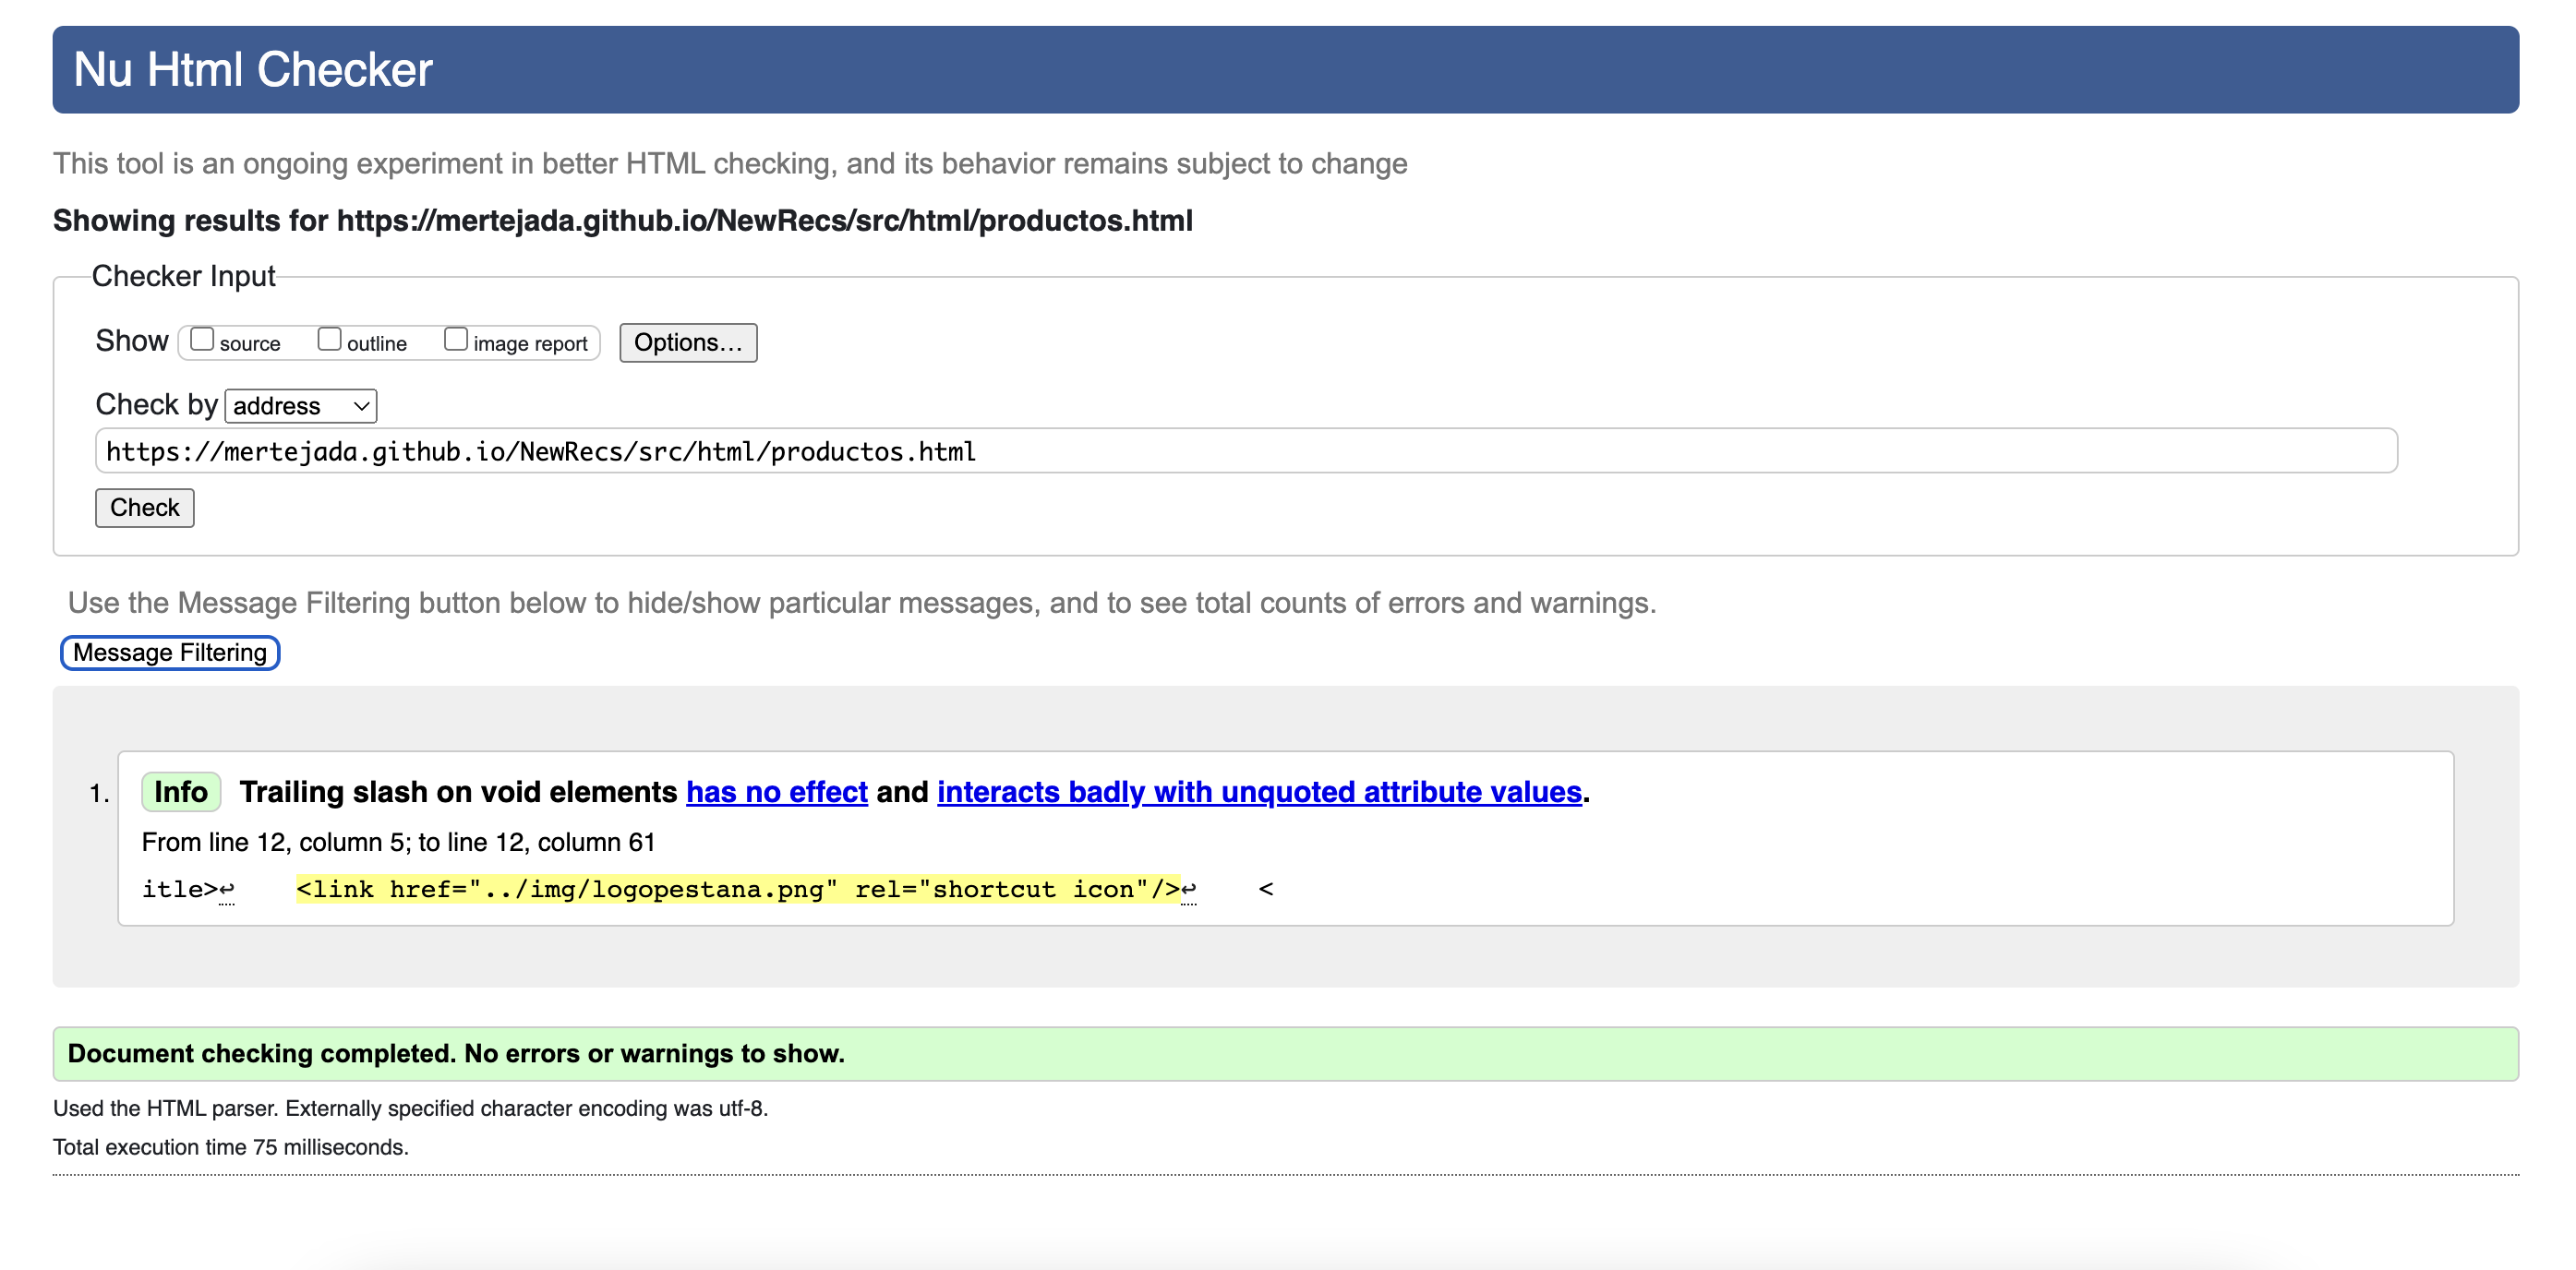 Nu Html Checker
This tool is an ongoing experiment in better HTML checking, and its behavior remains subject to change
Showing results for https://mertejada.github.io/NewRecs/src/html/productos.html
Checker Input
Show source outline image report Options...
Check by address
https://mertejada.github.io/NewRecs/src/html/productos.html
Check
Use the Message Filtering button below to hide/show particular messages, and to see total counts of errors and warnings.
Message Filtering
1. Info Trailing slash on void elements has no effect and interacts badly with unquoted attribute values.
From line 12, column 5; to line 12, column 61
itle>↩ <link href="../img/logopestana.png" rel="shortcut icon"/>↩ <
Document checking completed. No errors or warnings to show.
Used the HTML parser. Externally specified character encoding was utf-8.
Total execution time 75 milliseconds.